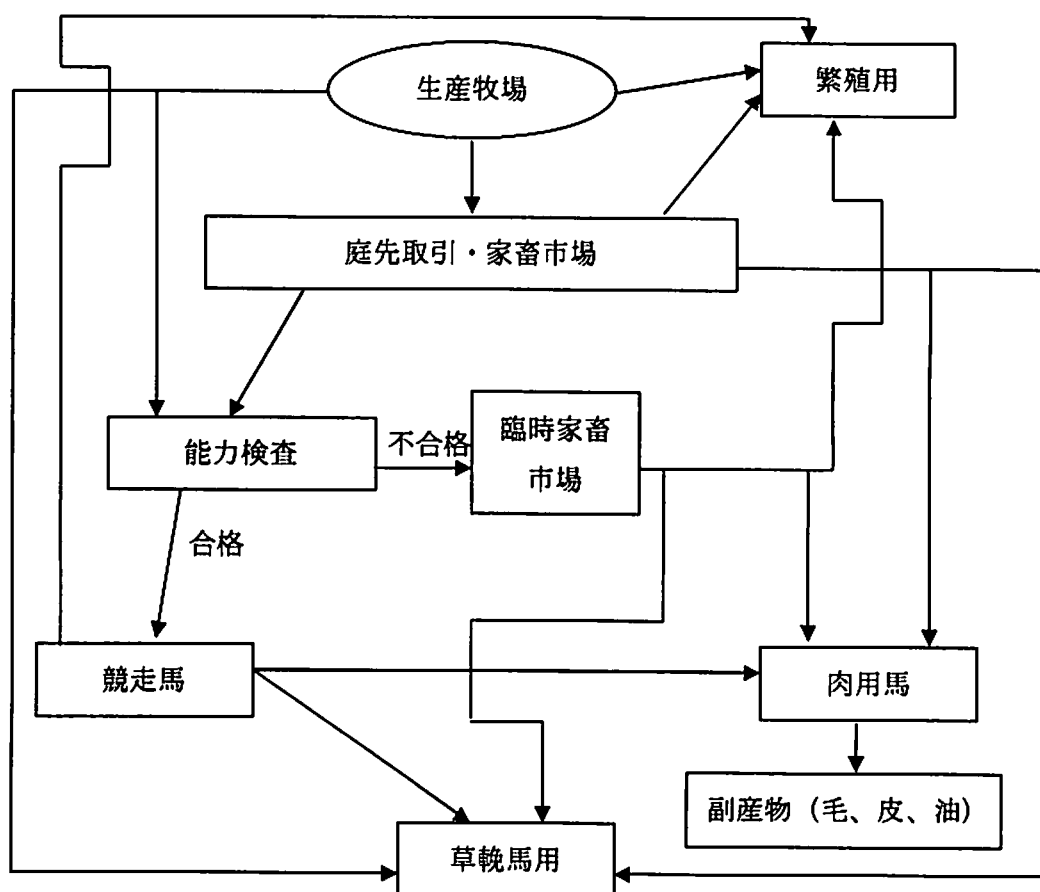 生産牧場
繁殖用
庭先取引・家畜市場
能力検査
不合格
臨時家畜
市場
合格
競走馬
肉用馬
副産物（毛、皮、油）
草輓馬用